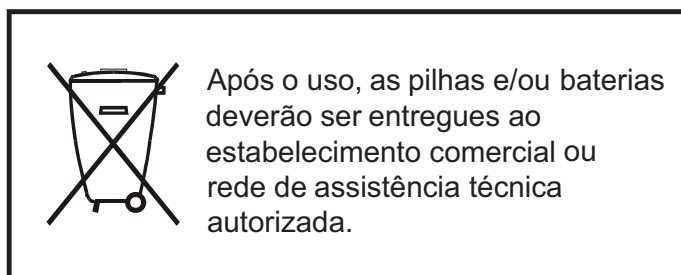 Após o uso, as pilhas e/ou baterias
deverão ser entregues ao
estabelecimento comercial ou
rede de assistência técnica
autorizada.